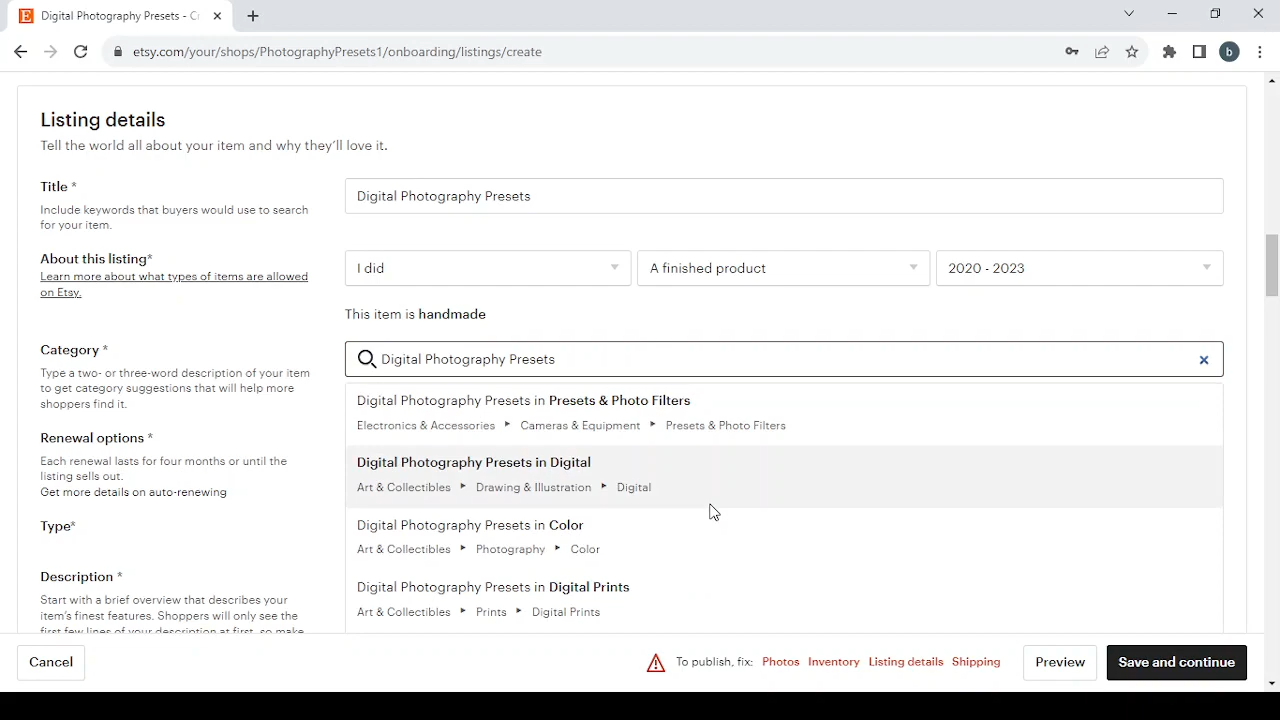 Digital Photography Presets - C
etsy.com/your/shops/PhotographyPresets1/onboarding/listings/create
b
Listing details
Tell the world all about your item and why they'll love it.
Title *
Include keywords that buyers would use to search
for your item.
Digital Photography Presets
About this listing*
Learn more about what types of items are allowed
on Etsy.
I did
A finished product
2020 - 2023
This item is handmade
Category *
Type a two- or three-word description of your item
to get category suggestions that will help more
shoppers find it.
Digital Photography Presets
Digital Photography Presets in Presets & Photo Filters
Electronics & Accessories ▸ Cameras & Equipment ▸ Presets & Photo Filters
Digital Photography Presets in Digital
Art & Collectibles ▸ Drawing & Illustration ▸ Digital
Digital Photography Presets in Color
Art & Collectibles ▸ Photography ▸ Color
Digital Photography Presets in Digital Prints
Art & Collectibles ▸ Prints ▸ Digital Prints
Renewal options *
Each renewal lasts for four months or until the
listing sells out.
Get more details on auto-renewing
Type*
Description *
Start with a brief overview that describes your
item's finest features. Shoppers will only see the
first few lines of your description at first, so make
Cancel
To publish, fix: Photos Inventory Listing details Shipping
Preview
Save and continue